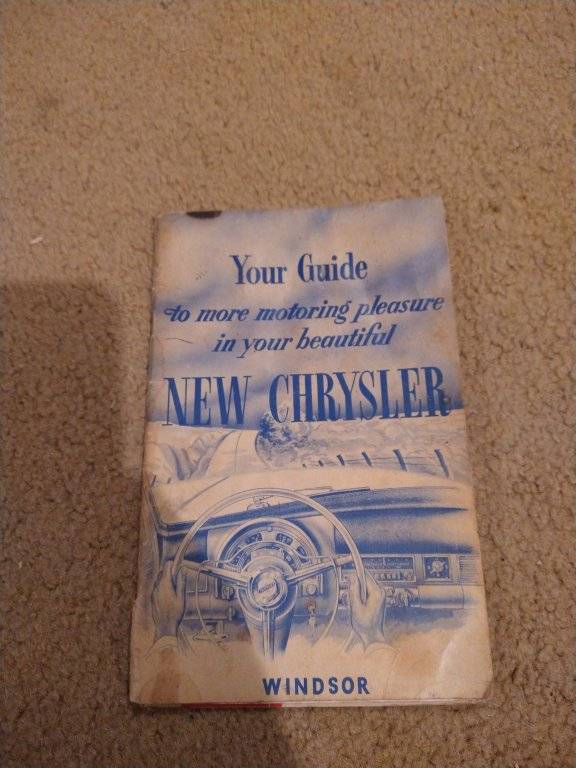 Your Guide
to more motoring pleasure
in your beautiful
NEW CHRYSLER
WINDSOR